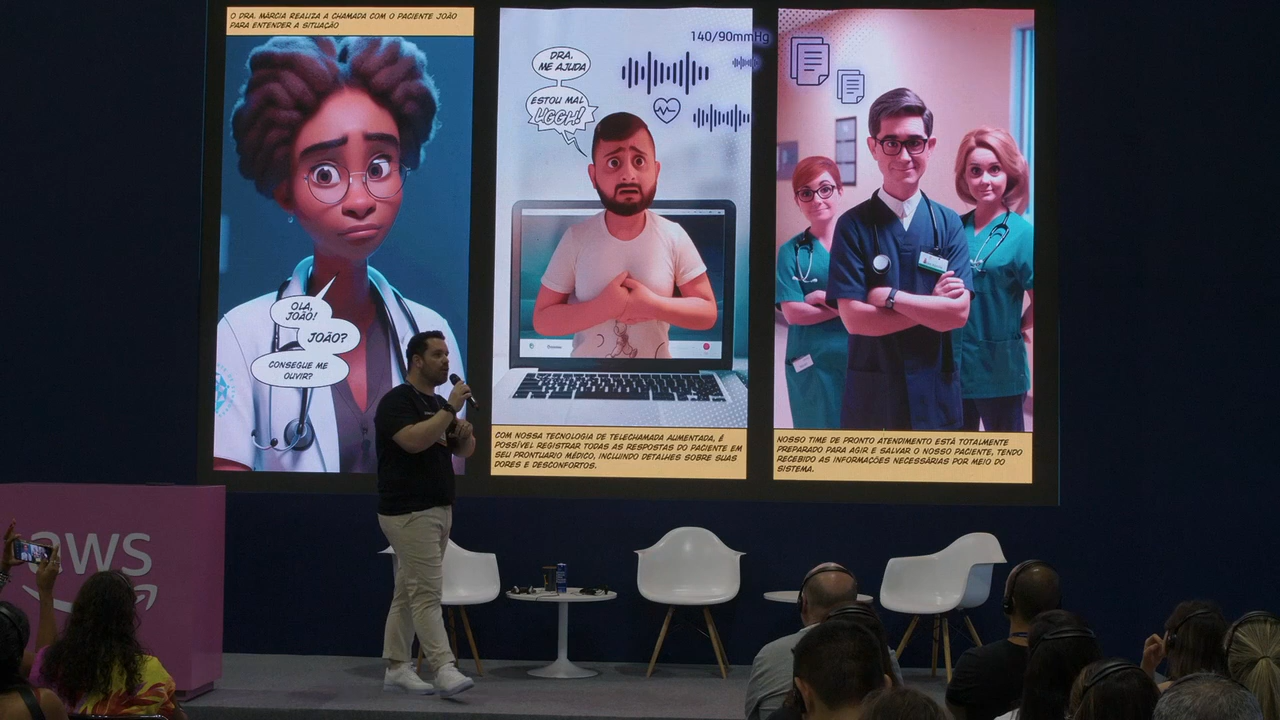 O DRA. MÁRCIA REALIZA A CHAMADA COM O PACIENTE JOÃO
PARA ENTENDER A SITUAÇÃO
OLA,
JOÃO!
JOÃO?
CONSEGUE ME
OUVIR?
DRA,
ME AJUDA
ESTOU MAL
UGGH!
140/90mmHg
COM NOSSA TECNOLOGIA DE TELECHAMADA AUMENTADA, É
POSSÍVEL REGISTRAR TODAS AS RESPOSTAS DO PACIENTE EM
SEU PRONTUARIO MÉDICO, INCLUINDO DETALHES SOBRE SUAS
DORES E DESCONFORTOS.
NOSSO TIME DE PRONTO ATENDIMENTO ESTÁ TOTALMENTE
PREPARADO PARA AGIR E SALVAR O NOSSO PACIENTE, TENDO
RECEBIDO AS INFORMAÇÕES NECESSÁRIAS POR MEIO DO
SISTEMA.
aws